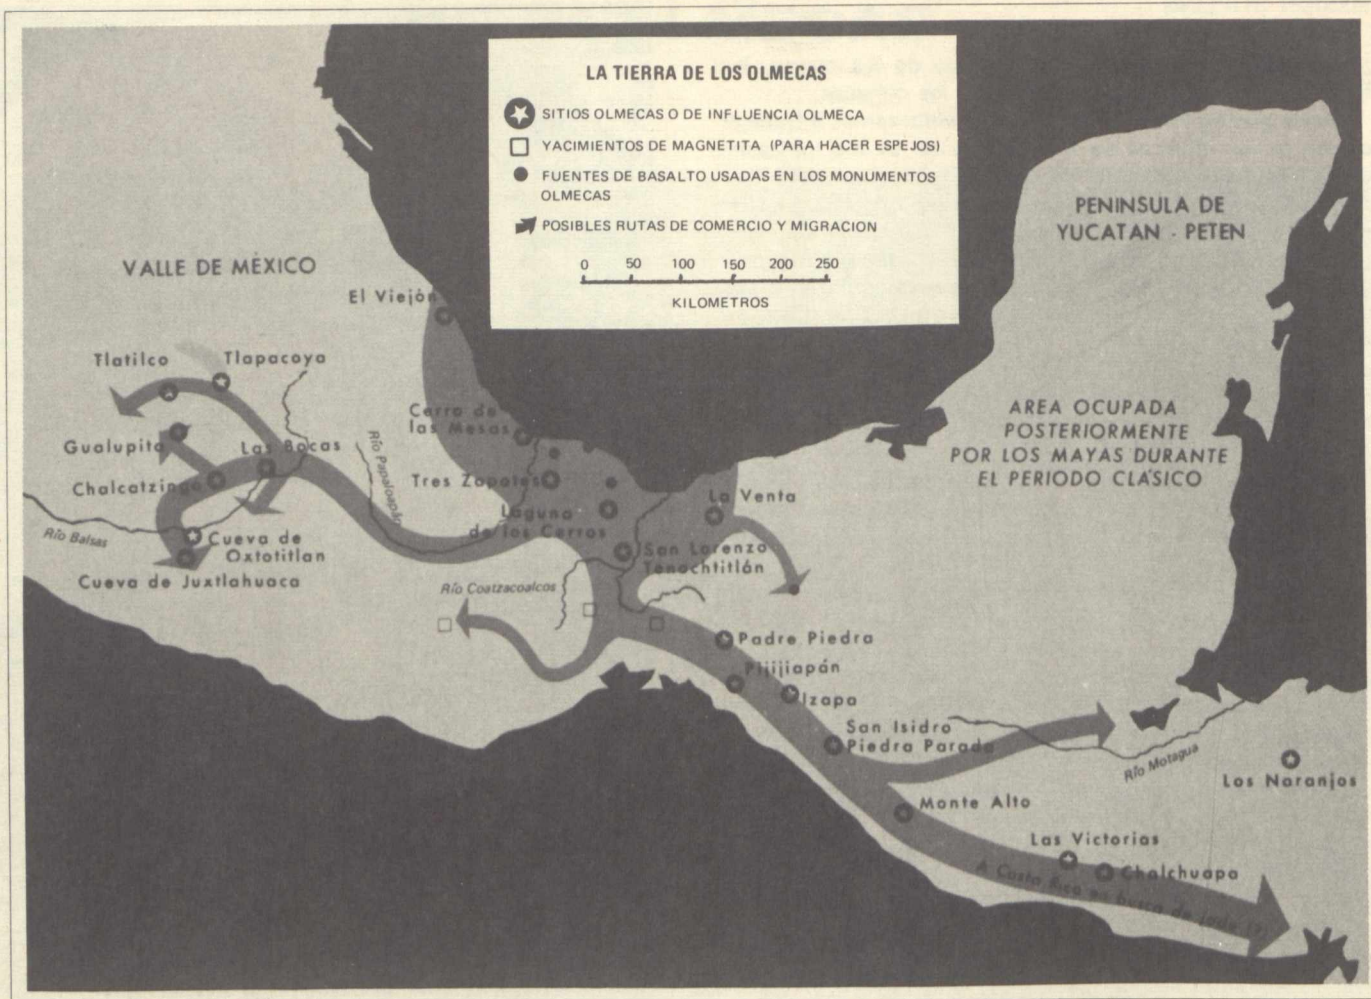 LA TIERRA DE LOS OLMECAS
SITIOS OLMECAS O DE INFLUENCIA OLMECA
YACIMIENTOS DE MAGNETITA (PARA HACER ESPEJOS)
FUENTES DE BASALTO USADAS EN LOS MONUMENTOS
OLMECAS
POSIBLES RUTAS DE COMERCIO Y MIGRACION
0 50 100 150 200 250
KILOMETROS
PENINSULA DE
YUCATAN - PETEN
VALLE DE MÉXICO
El Viejón
Tlatilco
Tlapacoya
AREA OCUPADA
POSTERIORMENTE
POR LOS MAYAS DURANTE
EL PERIODO CLÁSICO
Cerro de
las Mesas
Gualupita
Las Bocas
Río Papaloapán
Chalcatzingo
Tres Zapotes
La Venta
Laguna
de los Cerros
Río Balsas
Cueva de
Oxtotitlan
San Lorenzo
Tenochtitlán
Cueva de Juxtlahuaca
Río Coatzacoalcos
Padre Piedra
Pijijiapán
Izapa
San Isidro
Piedra Parada
Río Motagua
Los Naranjos
Monte Alto
Las Victorias
Chalchuapa
A Costa Rica en busca de jade (?)